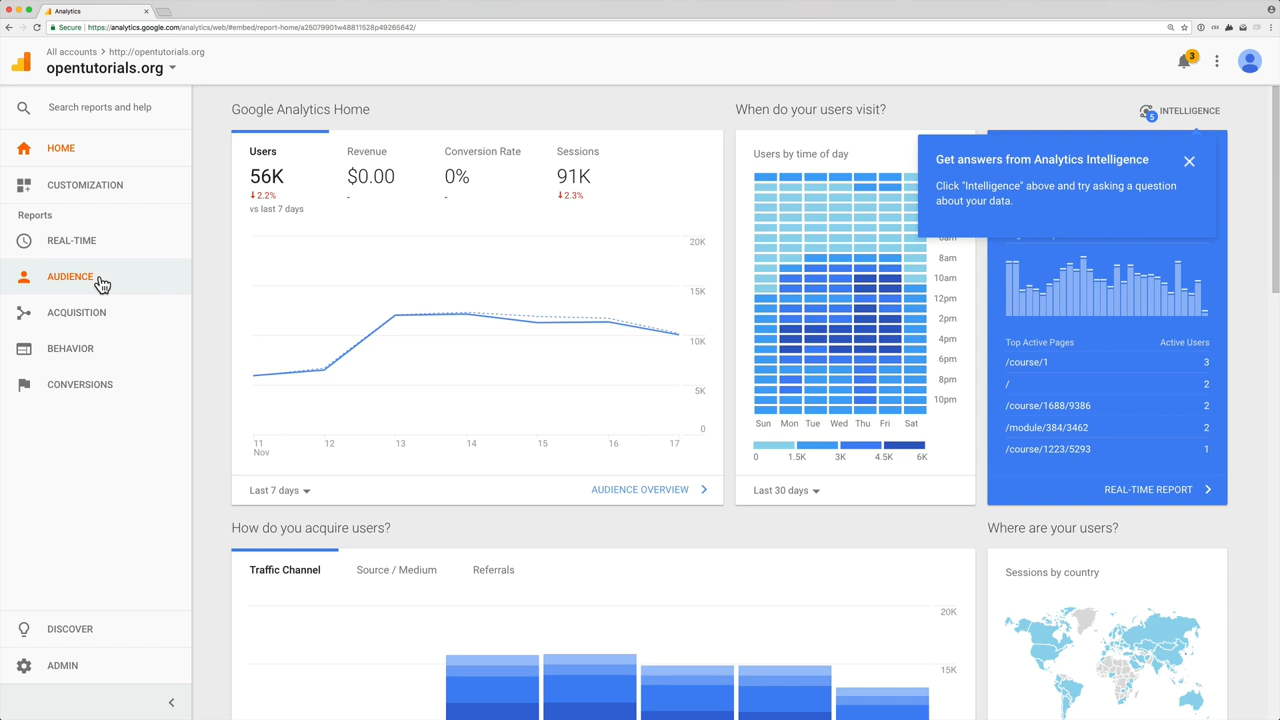 Analytics
Secure
https://analytics.google.com/analytics/web/#embed/report-home/a25079901w48811528p49265642/
All accounts > http://opentutorials.org
opentutorials.org
3
Search reports and help
HOME
CUSTOMIZATION
Reports
REAL-TIME
AUDIENCE
ACQUISITION
BEHAVIOR
CONVERSIONS
DISCOVER
ADMIN
Google Analytics Home
Users
56K
2.2%
vs last 7 days
Revenue
$0.00
-
Conversion Rate
0%
-
Sessions
91K
2.3%
20K
15K
10K
5K
0
11 12 13 14 15 16 17
Nov
Last 7 days
AUDIENCE OVERVIEW
When do your users visit?
Users by time of day
8am
10am
12pm
2pm
4pm
6pm
8pm
10pm
Sun Mon Tue Wed Thu Fri Sat
0 1.5K 3K 4.5K 6K
Last 30 days
5
INTELLIGENCE
Get answers from Analytics Intelligence
Click "Intelligence" above and try asking a question
about your data.
Top Active Pages Active Users
/course/1 3
/ 2
/course/1688/9386 2
/module/384/3462 2
/course/1223/5293 1
REAL-TIME REPORT
How do you acquire users?
Traffic Channel Source / Medium Referrals
20K
15K
Where are your users?
Sessions by country